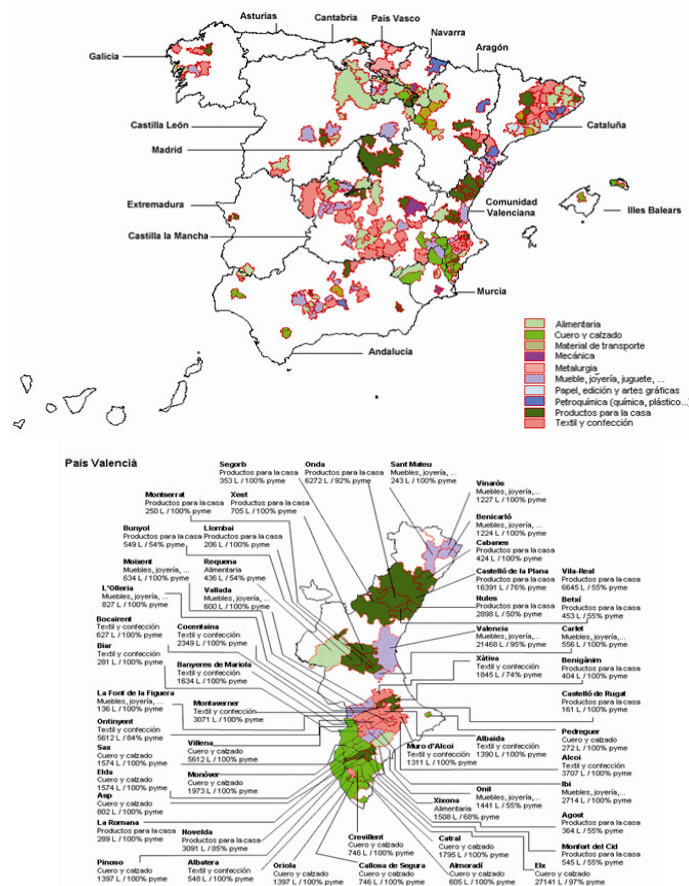 Asturias
Cantabria
País Vasco
Navarra
Galicia
Aragón
Castilla León
Cataluña
Madrid
Extremadura
Comunidad
Valenciana
Illes Balears
Castilla la Mancha
Murcia
Andalucía
Alimentaria
Cuero y calzado
Material de transporte
Mecánica
Metalurgia
Mueble, joyería, juguete, ...
Papel, edición y artes gráficas
Petroquímica (química, plástico...)
Productos para la casa
Textil y confección
País Valencià
Segorb
Productos para la casa
353 L / 100% pyme
Onda
Productos para la casa
6272 L / 92% pyme
Sant Mateu
Muebles, joyería, ...
243 L / 100% pyme
Vinaròs
Muebles, joyería,...
1227 L / 100% pyme
Montserrat
Productos para la casa
250 L / 100% pyme
Xest
Productos para la casa
705 L / 100% pyme
Benicarló
Muebles, joyería, ...
1224 L / 100% pyme
Bunyol
Productos para la casa
549 L / 54% pyme
Llombai
Productos para la casa
206 L / 100% pyme
Cabanes
Productos para la casa
424 L / 100% pyme
Moixent
Muebles, joyería, ...
634 L / 100% pyme
Requena
Alimentaria
436 L / 54% pyme
Castelló de la Plana
Productos para la casa
16391 L / 76% pyme
Vila-Real
Productos para la casa
6645 L / 55% pyme
L'Olleria
Muebles, joyería, ...
827 L / 100% pyme
Vallada
Muebles, joyería, ...
600 L / 100% pyme
Nules
Productos para la casa
2898 L / 50% pyme
Betxí
Productos para la casa
453 L / 55% pyme
Bocairent
Textil y confección
627 L / 100% pyme
Cocentaina
Textil y confección
2349 L / 100% pyme
Valencia
Muebles, joyería, ...
21468 L / 95% pyme
Carlet
Muebles, joyería, ...
556 L / 100% pyme
Biar
Textil y confección
281 L / 100% pyme
Banyeres de Mariola
Textil y confección
1634 L / 100% pyme
Xàtiva
Textil y confección
1845 L / 74% pyme
Benigànim
Productos para la casa
404 L / 100% pyme
La Font de la Figuera
Muebles, joyería, ...
136 L / 100% pyme
Montaverner
Textil y confección
3071 L / 100% pyme
Castelló de Rugat
Productos para la casa
161 L / 100% pyme
Ontinyent
Textil y confección
5612 L / 84% pyme
Villena
Cuero y calzado
5612 L / 100% pyme
Muro d'Alcoi
Textil y confección
1311 L / 100% pyme
Albaida
Textil y confección
1390 L / 100% pyme
Pedreguer
Cuero y calzado
272 L / 100% pyme
Sax
Cuero y calzado
1574 L / 100% pyme
Alcoi
Textil y confección
3707 L / 100% pyme
Elda
Cuero y calzado
1574 L / 100% pyme
Monóver
Cuero y calzado
1973 L / 100% pyme
Onil
Muebles, joyería, ...
1441 L / 55% pyme
Ibi
Muebles, joyería, ...
2714 L / 100% pyme
Asp
Cuero y calzado
802 L / 100% pyme
Xixona
Alimentaria
1508 L / 68% pyme
Agost
Productos para la casa
364 L / 55% pyme
La Romana
Productos para la casa
289 L / 100% pyme
Novelda
Productos para la casa
3091 L / 85% pyme
Crevillent
Cuero y calzado
746 L / 100% pyme
Catral
Cuero y calzado
1795 L / 100% pyme
Monfort del Cid
Productos para la casa
545 L / 55% pyme
Pinoso
Cuero y calzado
1397 L / 100% pyme
Albatera
Textil y confección
548 L / 100% pyme
Oriola
Cuero y calzado
1397 L / 100% pyme
Callosa de Segura
Cuero y calzado
746 L / 100% pyme
Almoradí
Cuero y calzado
605 L / 100% pyme
Elx
Cuero y calzado
27141 L / 97% pyme